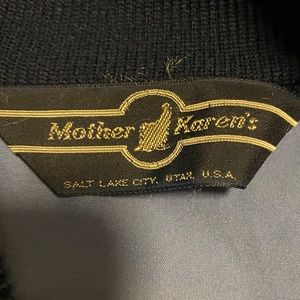 Mother Karen's
SALT LAKE CITY, UTAH, U.S.A.